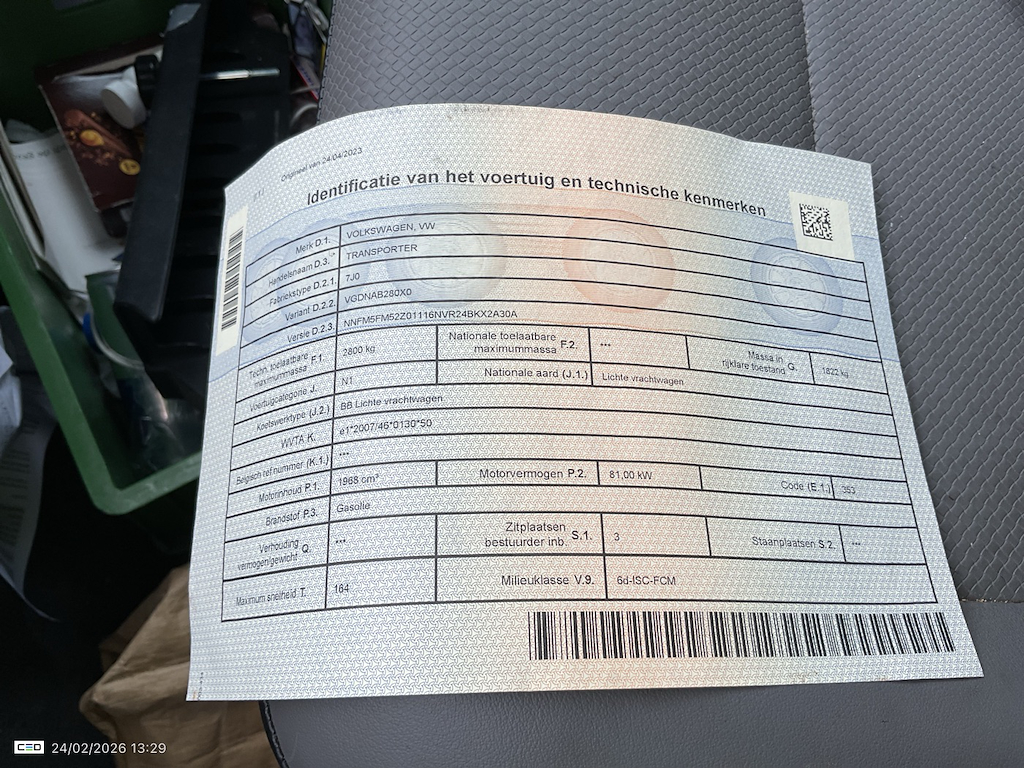 Origineel van 24/04/2023
Identificatie van het voertuig en technische kenmerken
Merk D.1. VOLKSWAGEN, VW
Handelsnaam D.3. TRANSPORTER
Fabriekstype D.2.1. 7J0
Variant D.2.2. VGDNAB280X0
Versie D.2.3. NNFM5FM52Z01116NVR24BKX2A30A
Techn. toelaatbare maximummassa F.1. 2800 kg Nationale toelaatbare maximummassa F.2. *** Massa in rijklare toestand G. 1822 kg
Voertuigcategorie J. N1 Nationale aard (J.1.) Lichte vrachtwagen
Koetswerktype (J.2.) BB Lichte vrachtwagen
WVTA K. e1*2007/46*0130*50
Belgisch ref nummer (K.1.) ***
Motorinhoud P.1. 1968 cm³ Motorvermogen P.2. 81,00 kW Code (E.1.) 353
Brandstof P.3. Gasolie
Verhouding vermogen/gewicht Q. *** Zitplaatsen bestuurder inb. S.1. 3 Staanplaatsen S.2. ***
Maximum snelheid T. 164 Milieuklasse V.9. 6d-ISC-FCM
CEO 24/02/2026 13:29